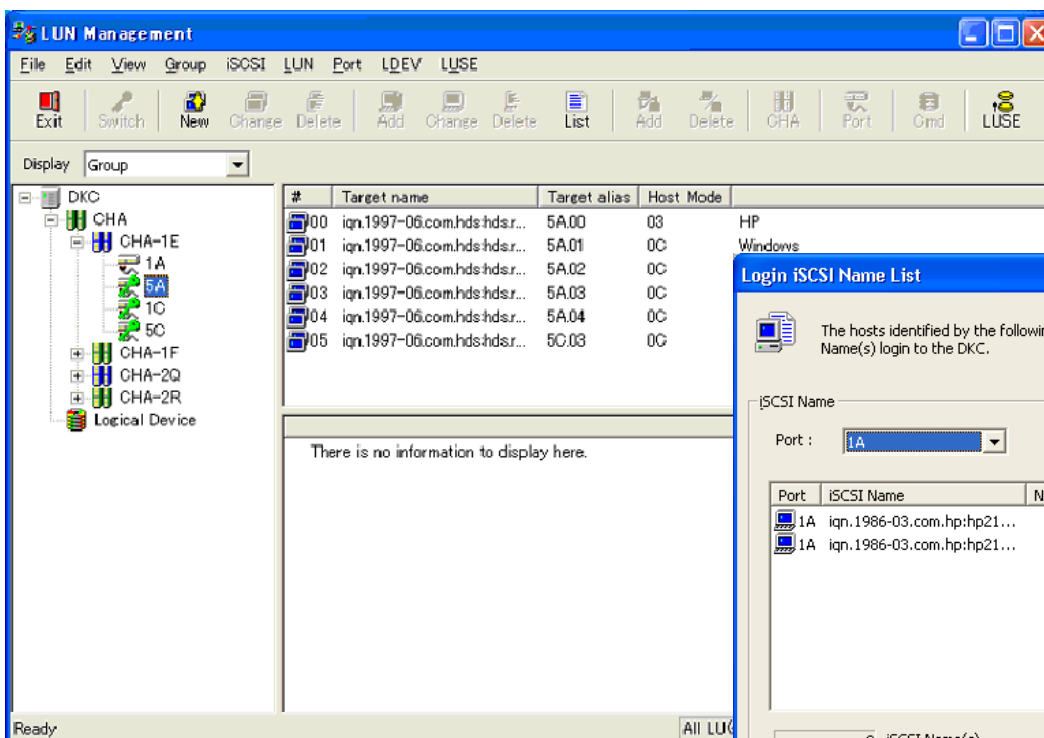 LUN Management
File Edit View Group iSCSI LUN Port LDEV LUSE
Exit Switch New Change Delete Add Change Delete List Add Delete CHA Port Cmd LUSE
Display Group
DKC
CHA
CHA-1E
1A
5A
1C
5C
CHA-1F
CHA-2Q
CHA-2R
Logical Device
# Target name Target alias Host Mode
00 iqn.1997-06.com.hds:hds.r... 5A.00 03 HP
01 iqn.1997-06.com.hds:hds.r... 5A.01 0C Windows
02 iqn.1997-06.com.hds:hds.r... 5A.02 0C
03 iqn.1997-06.com.hds:hds.r... 5A.03 0C
04 iqn.1997-06.com.hds:hds.r... 5A.04 0C
05 iqn.1997-06.com.hds:hds.r... 5C.03 0C
There is no information to display here.
Login iSCSI Name List
The hosts identified by the
Name(s) login to the DKC.
iSCSI Name
Port : 1A
Port iSCSI Name N
1A iqn.1986-03.com.hp:hp21...
1A iqn.1986-03.com.hp:hp21...
Ready
All